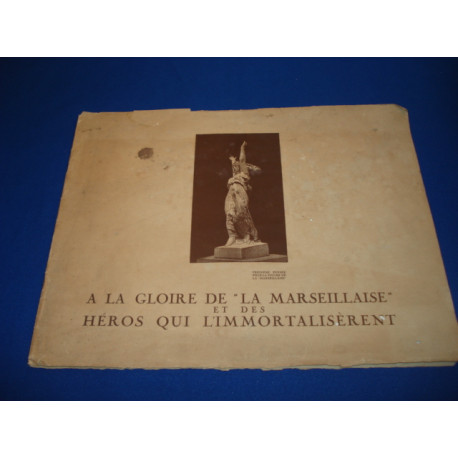 A LA GLOIRE DE "LA MARSEILLAISE"
ET DES
HÉROS QUI L'IMMORTALISÈRENT